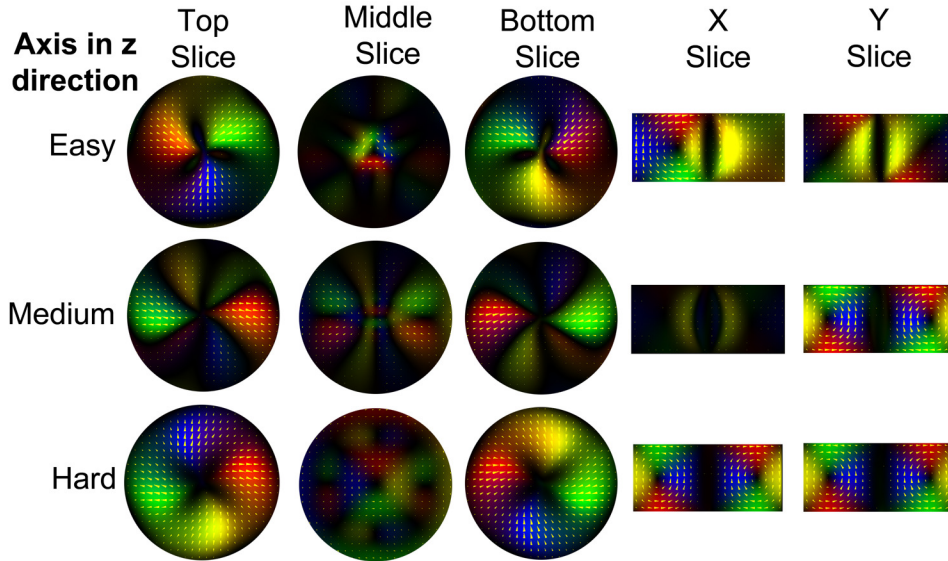 Axis in z
direction
Top
Slice
Middle
Slice
Bottom
Slice
X
Slice
Y
Slice
Easy
Medium
Hard